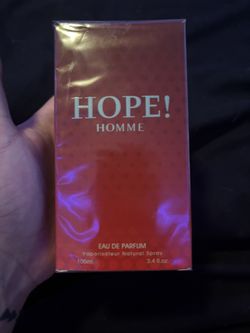 HOPE!
HOMME
EAU DE PARFUM
Vaporisateur Natural Spray
100ml 3.4 fl.oz